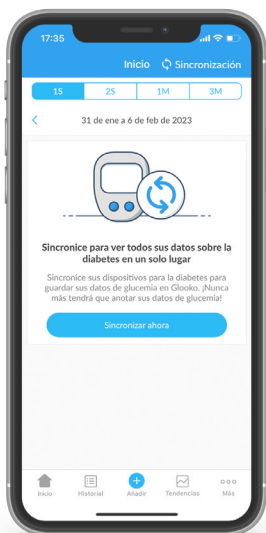 17:35
Inicio Sincronización
1S 2S 1M 3M
31 de ene a 6 de feb de 2023
Sincronice para ver todos sus datos sobre la
diabetes en un solo lugar
Sincronice sus dispositivos para la diabetes para
guardar sus datos de glucemia en Glooko. ¡Nunca
más tendrá que anotar sus datos de glucemia!
Sincronizar ahora
Inicio Historial Añadir Tendencias Más